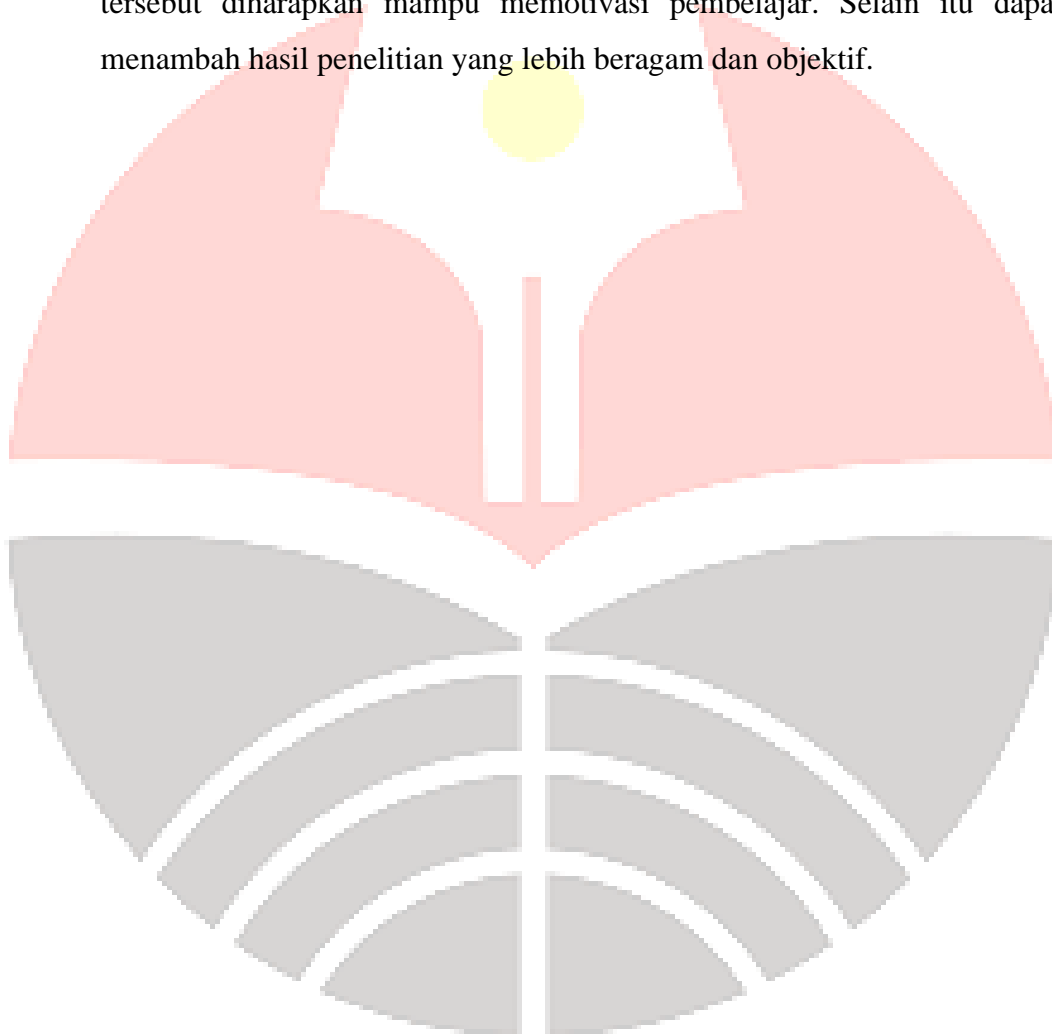 tersebut diharapkan mampu memotivasi pembelajar. Selain itu dapa
menambah hasil penelitian yang lebih beragam dan objektif.